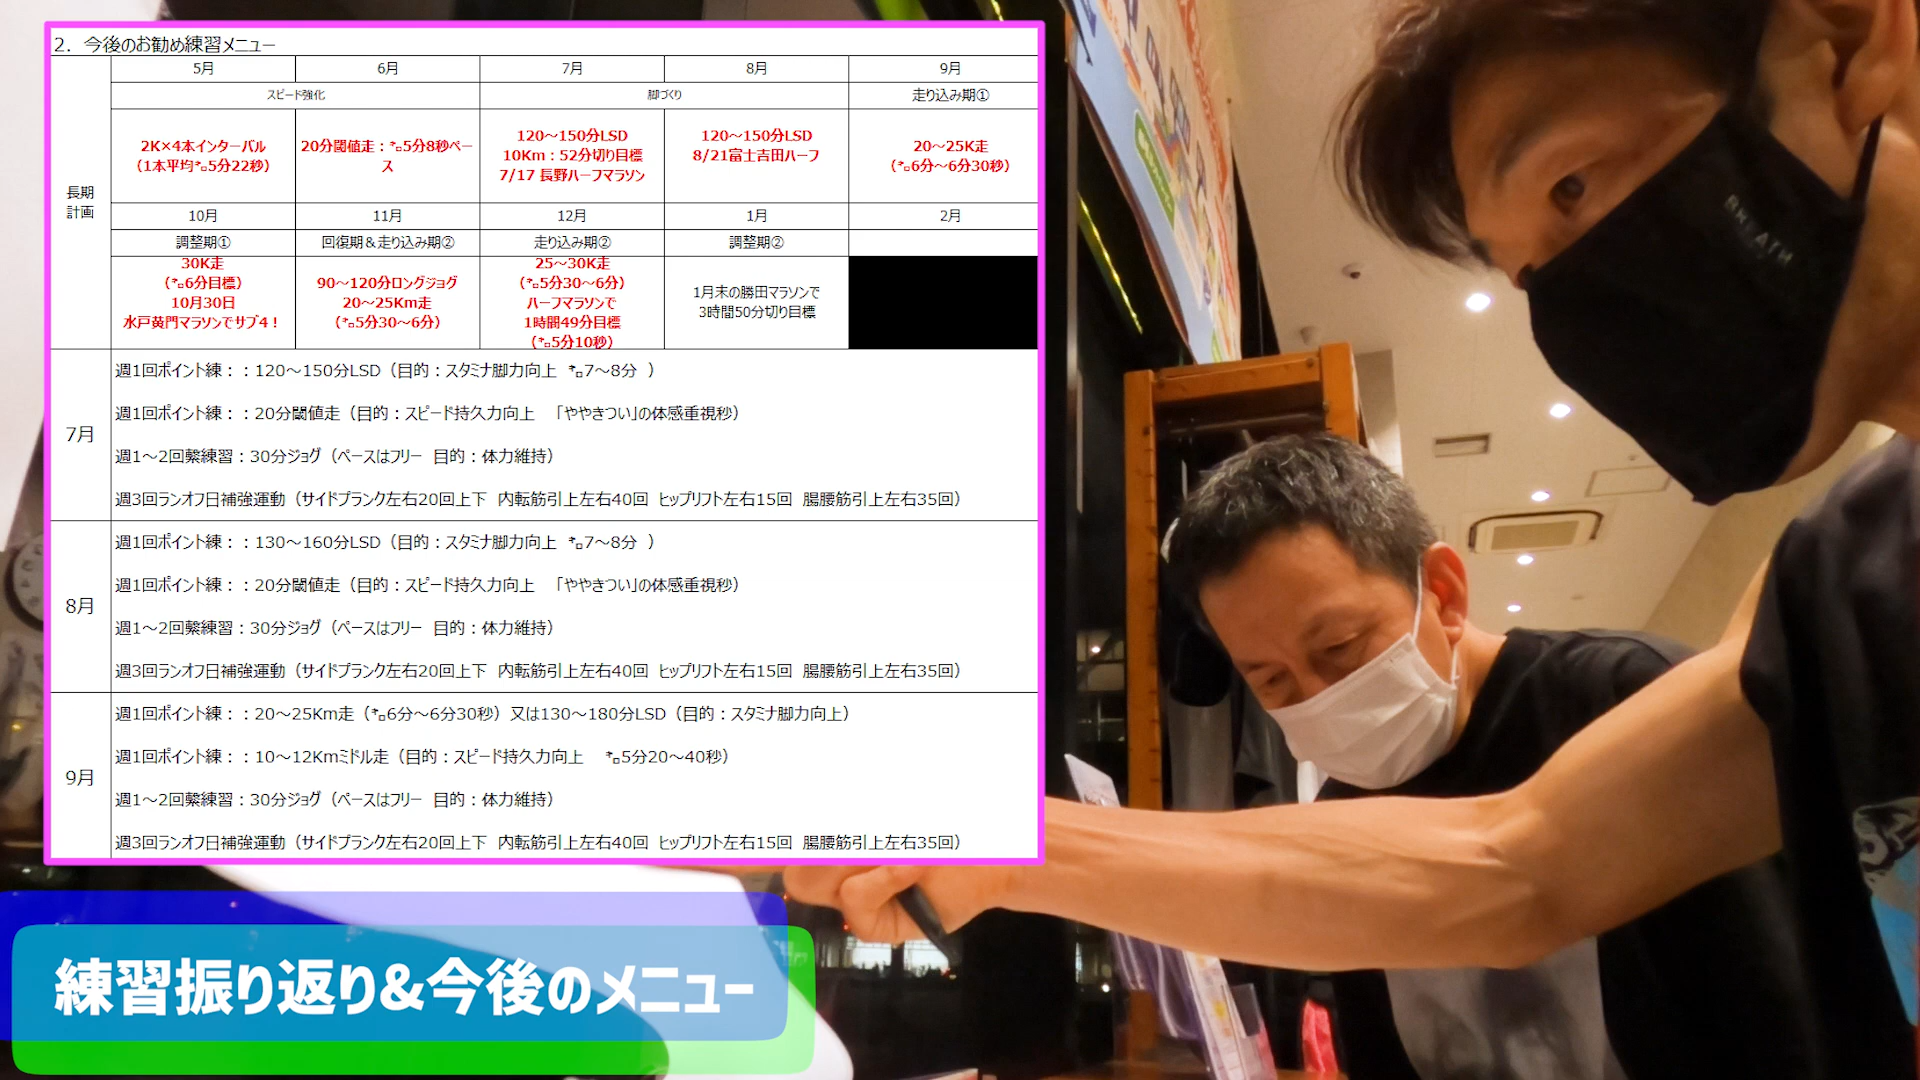 2．今後のお勧め練習メニュー
5月 6月 7月 8月 9月
スピード強化 脚づくり 走り込み期①
長期
計画
2K×4本インターバル
（1本平均㌔5分22秒）
20分閾値走：㌔5分8秒ペー
ス
120～150分LSD
10Km：52分切り目標
7/17 長野ハーフマラソン
120～150分LSD
8/21富士吉田ハーフ
20～25K走
（㌔6分～6分30秒）
10月 11月 12月 1月 2月
調整期① 回復期＆走り込み期② 走り込み期② 調整期②
30K走
（㌔6分目標）
10月30日
水戸黄門マラソンでサブ4！
90～120分ロングジョグ
20～25Km走
（㌔5分30～6分）
25～30K走
（㌔5分30～6分）
ハーフマラソンで
1時間49分目標
（㌔5分10秒）
1月末の勝田マラソンで
3時間50分切り目標
7月
週1回ポイント練：：120～150分LSD（目的：スタミナ脚力向上 ㌔7～8分 ）
週1回ポイント練：：20分閾値走（目的：スピード持久力向上 「ややきつい」の体感重視秒）
週1～2回繋練習：30分ジョグ（ペースはフリー 目的：体力維持）
週3回ランオフ日補強運動（サイドプランク左右20回上下 内転筋引上左右40回 ヒップリフト左右15回 腸腰筋引上左右35回）
8月
週1回ポイント練：：130～160分LSD（目的：スタミナ脚力向上 ㌔7～8分 ）
週1回ポイント練：：20分閾値走（目的：スピード持久力向上 「ややきつい」の体感重視秒）
週1～2回繋練習：30分ジョグ（ペースはフリー 目的：体力維持）
週3回ランオフ日補強運動（サイドプランク左右20回上下 内転筋引上左右40回 ヒップリフト左右15回 腸腰筋引上左右35回）
9月
週1回ポイント練：：20～25Km走（㌔6分～6分30秒）又は130～180分LSD（目的：スタミナ脚力向上）
週1回ポイント練：：10～12Kmミドル走（目的：スピード持久力向上 ㌔5分20～40秒）
週1～2回繋練習：30分ジョグ（ペースはフリー 目的：体力維持）
週3回ランオフ日補強運動（サイドプランク左右20回上下 内転筋引上左右40回 ヒップリフト左右15回 腸腰筋引上左右35回）
BREATH
練習振り返り&今後のメニュー